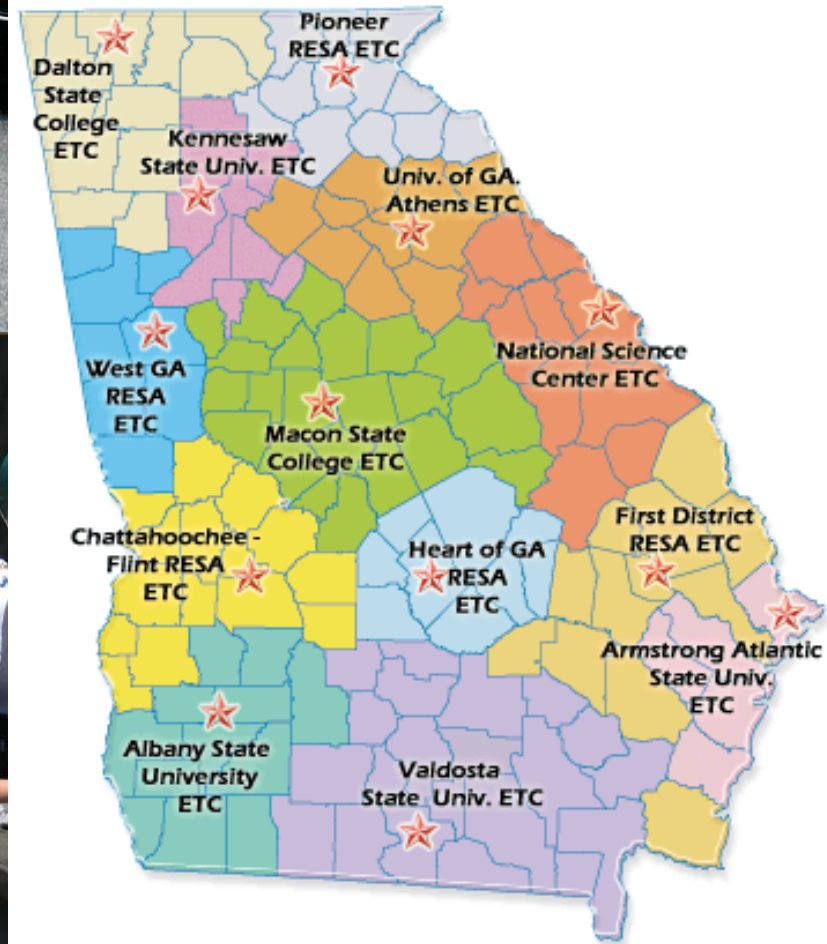 Pioneer
RESA ETC
Dalton
State
College
ETC
Kennesaw
State Univ. ETC
Univ. of GA.
Athens ETC
National Science
Center ETC
West GA
RESA
ETC
Macon State
College ETC
Chattahoochee -
Flint RESA
ETC
Heart of GA
RESA
ETC
First District
RESA ETC
Armstrong Atlantic
State Univ.
ETC
Albany State
University
ETC
Valdosta
State Univ. ETC